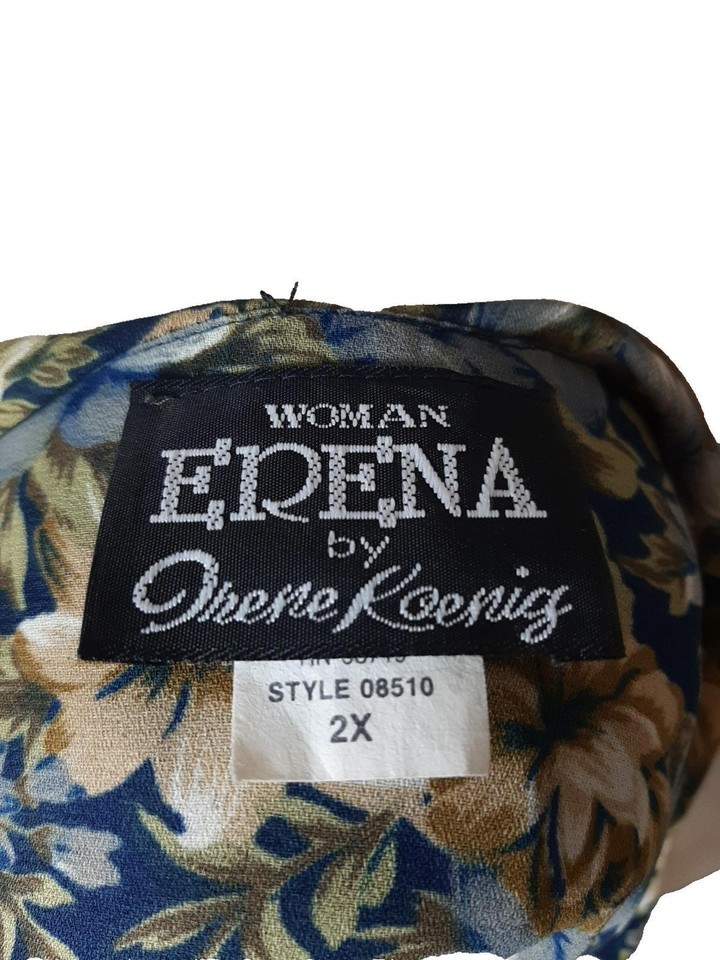 WOMAN
ERENA
by
Irene Koenig
STYLE 08510
2X